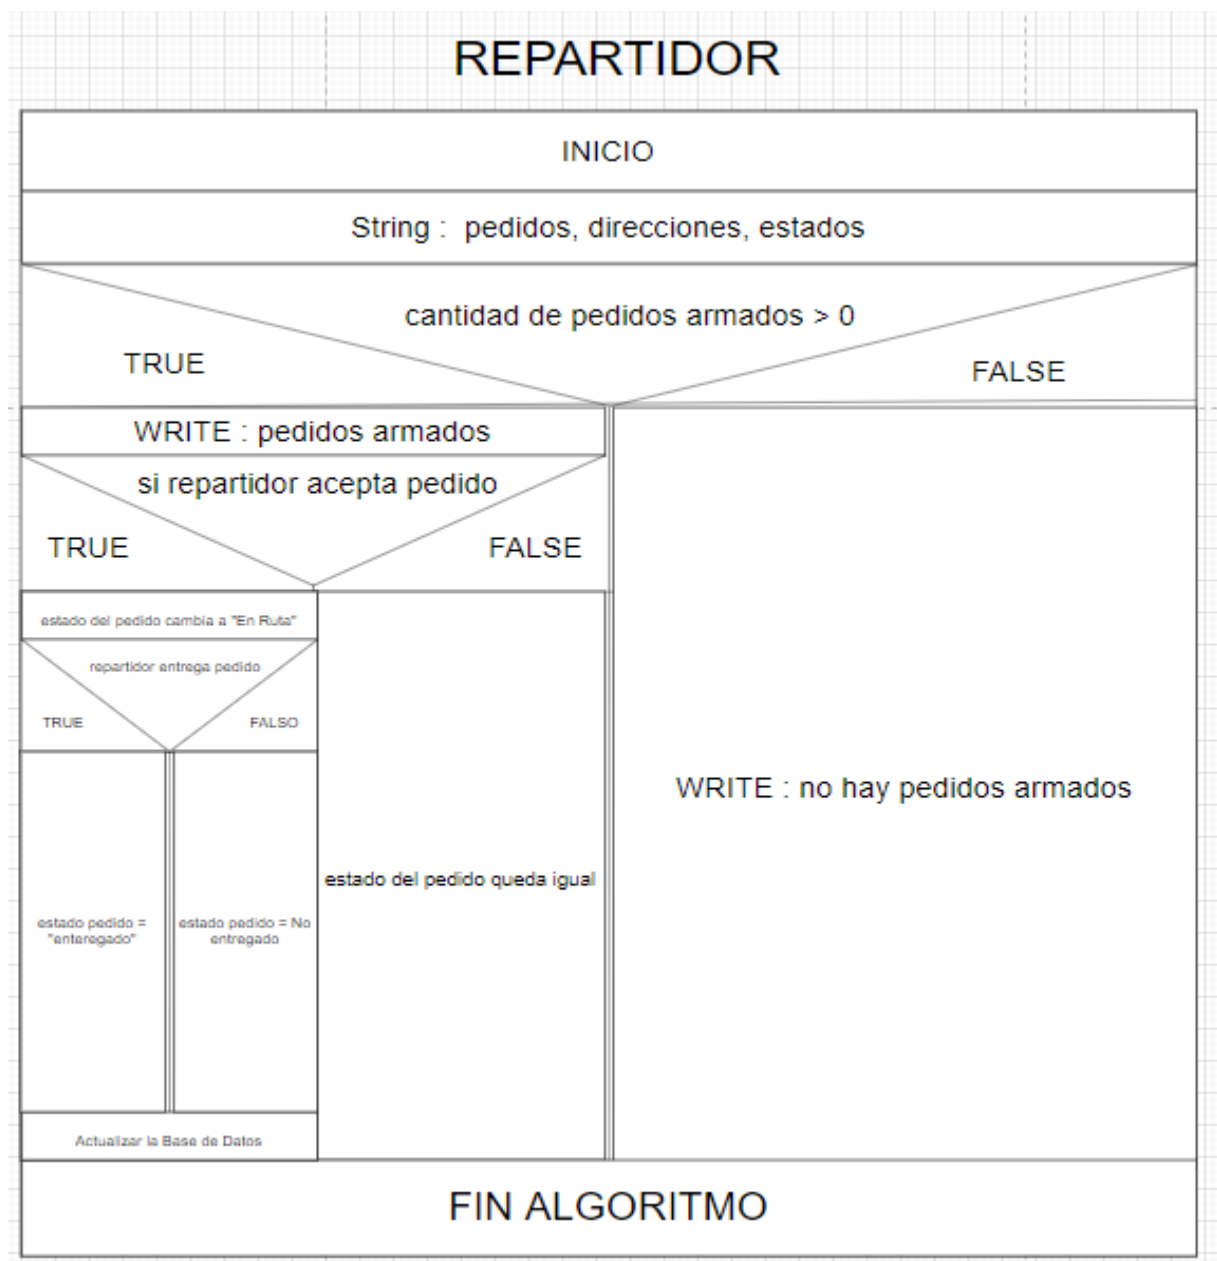 REPARTIDOR
INICIO
String : pedidos, direcciones, estados
cantidad de pedidos armados > 0
TRUE
FALSE
WRITE : pedidos armados
si repartidor acepta pedido
TRUE
FALSE
estado del pedido cambia a "En Ruta"
repartidor entrega pedido
TRUE
FALSO
estado pedido =
"enteregado"
estado pedido = No
entregado
Actualizar la Base de Datos
estado del pedido queda igual
WRITE : no hay pedidos armados
FIN ALGORITMO